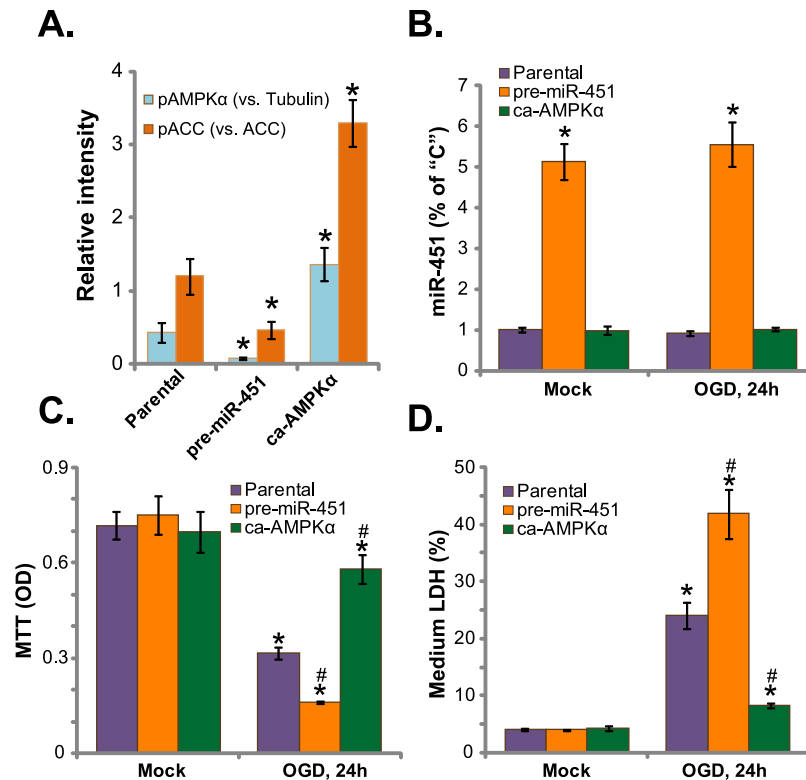 A.
4
3
2
1
0
Relative intensity
pAMPKα (vs. Tubulin)
pACC (vs. ACC)
*
*
*
*
Parental
pre-miR-451
ca-AMPKα
B.
7
6
5
4
3
2
1
0
miR-451 (% of “C”)
Parental
pre-miR-451
ca-AMPKα
*
*
Mock
OGD, 24h
C.
0.9
0.6
0.3
0
MTT (OD)
Parental
pre-miR-451
ca-AMPKα
*
#
*
#
*
Mock
OGD, 24h
D.
50
40
30
20
10
0
Medium LDH (%)
Parental
pre-miR-451
ca-AMPKα
*
#
*
#
*
Mock
OGD, 24h